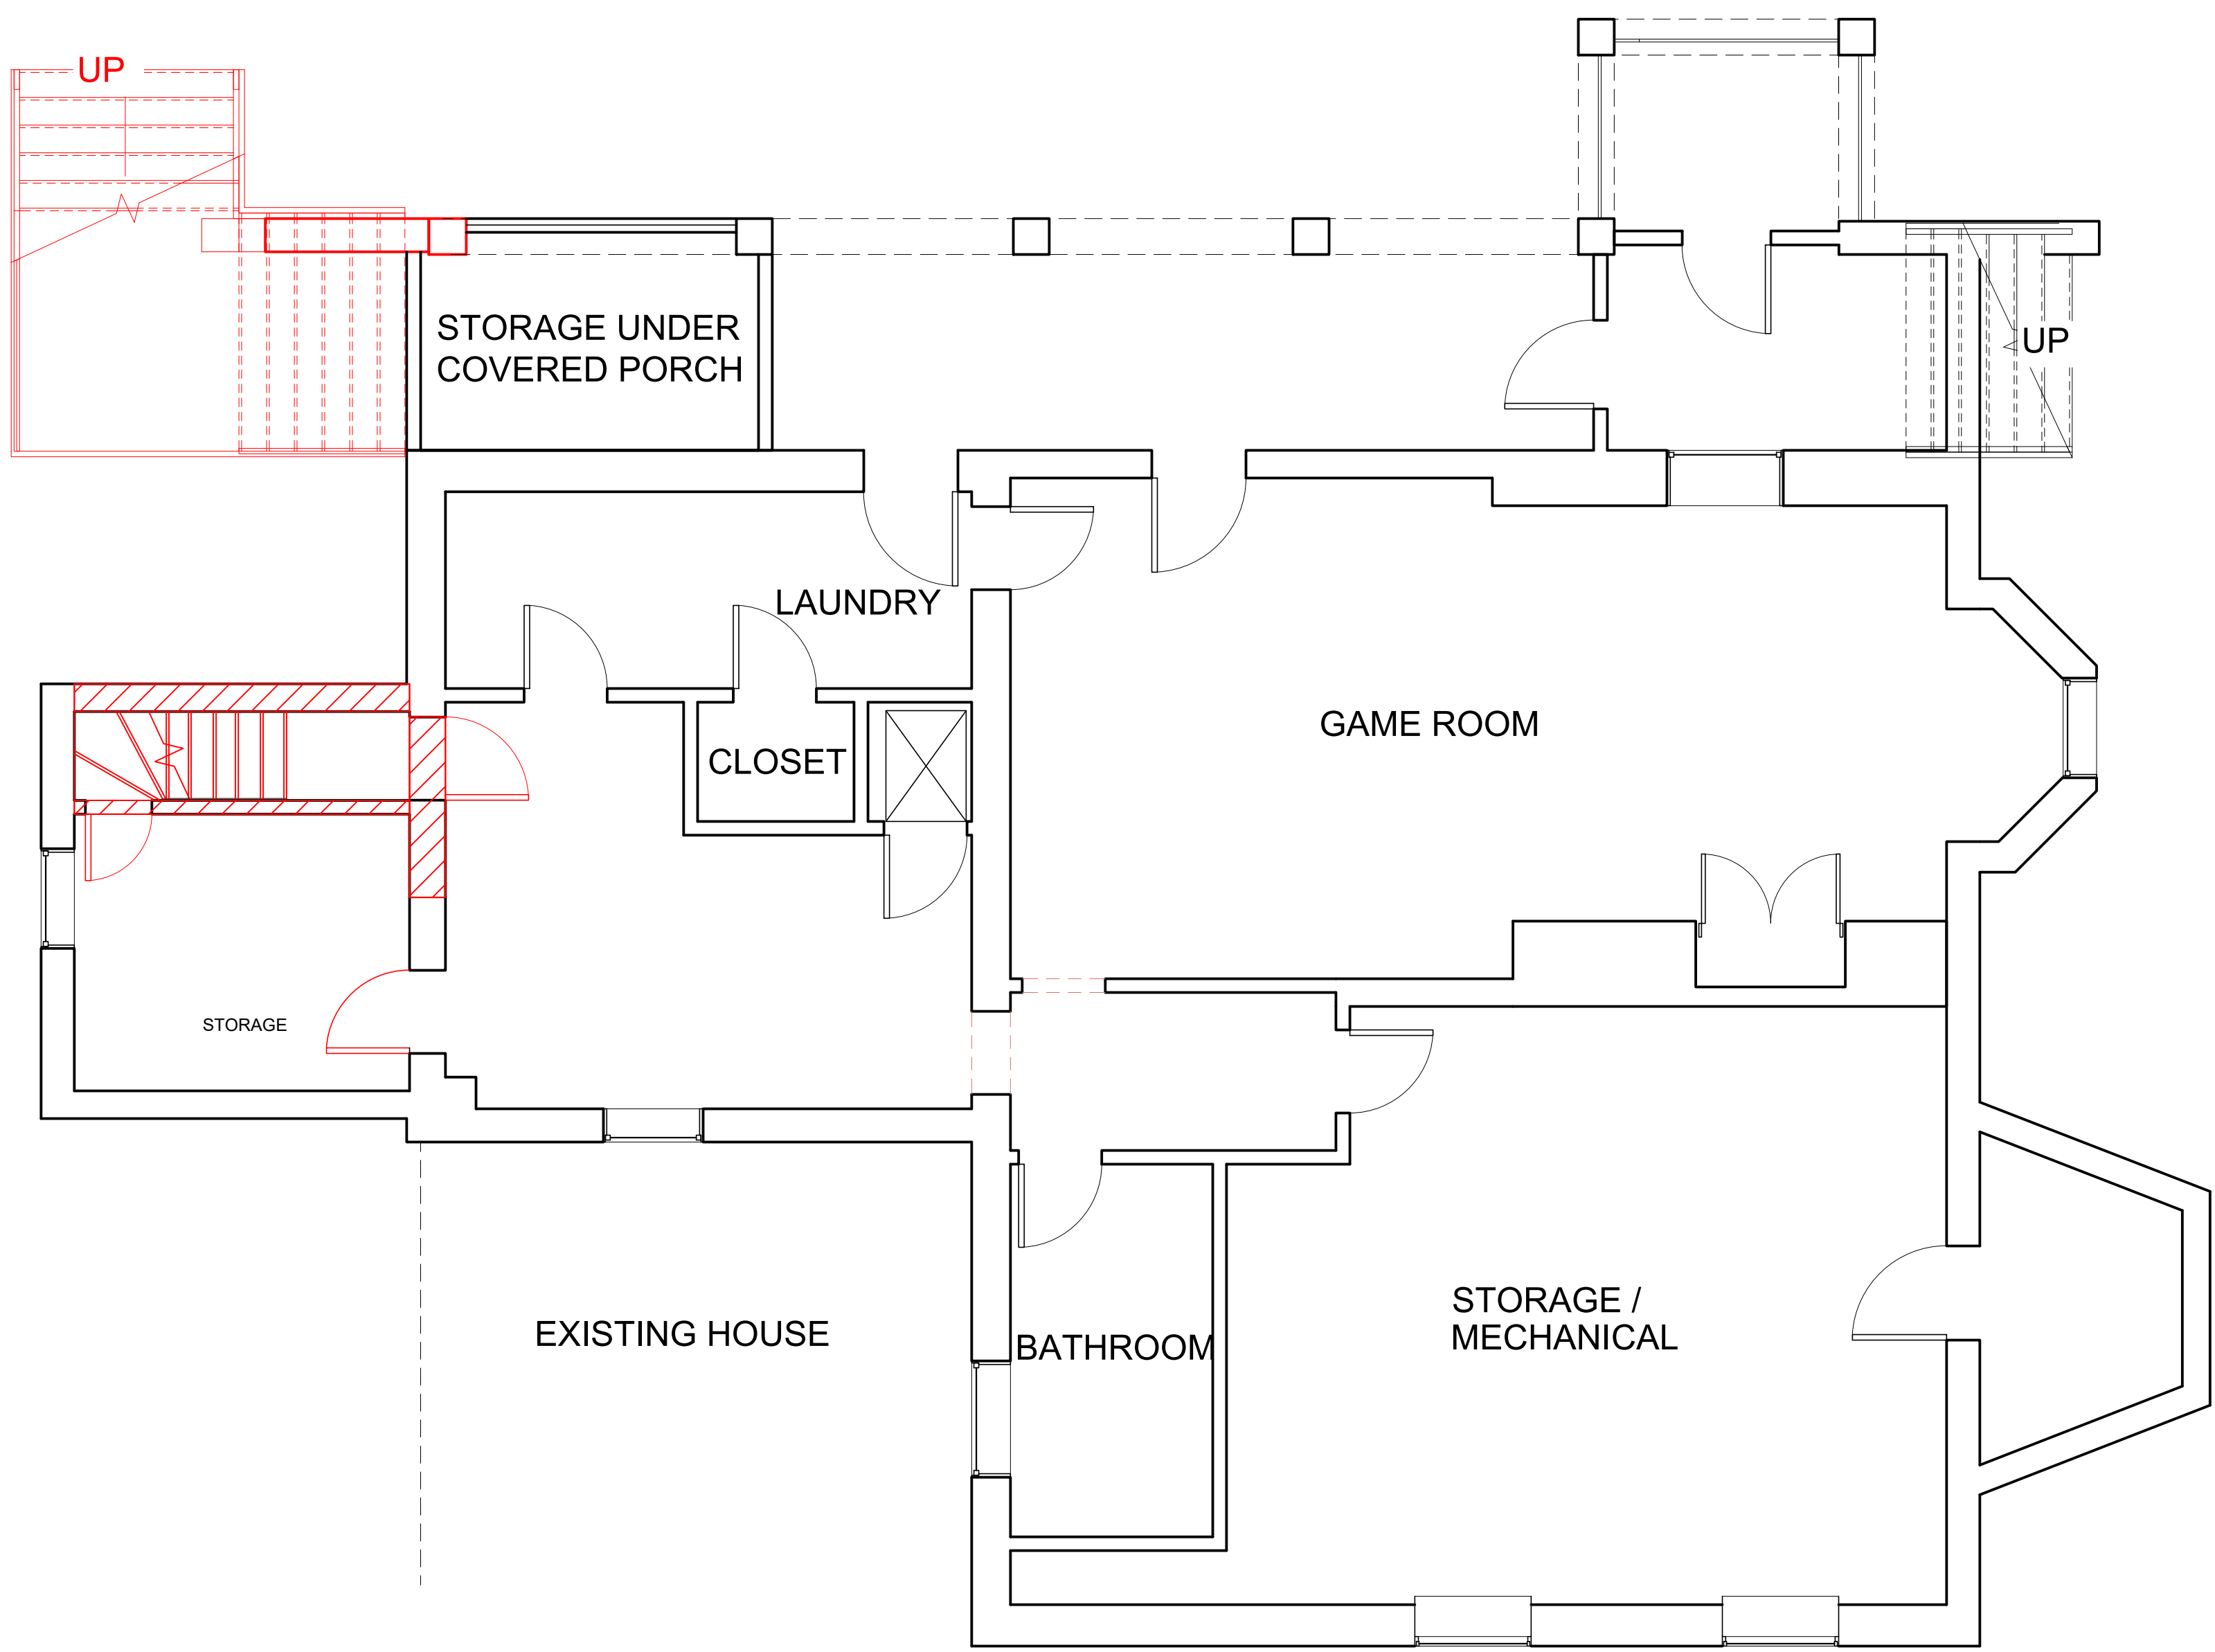 UP
STORAGE UNDER
COVERED PORCH
UP
LAUNDRY
GAME ROOM
CLOSET
STORAGE
STORAGE /
MECHANICAL
EXISTING HOUSE
BATHROOM